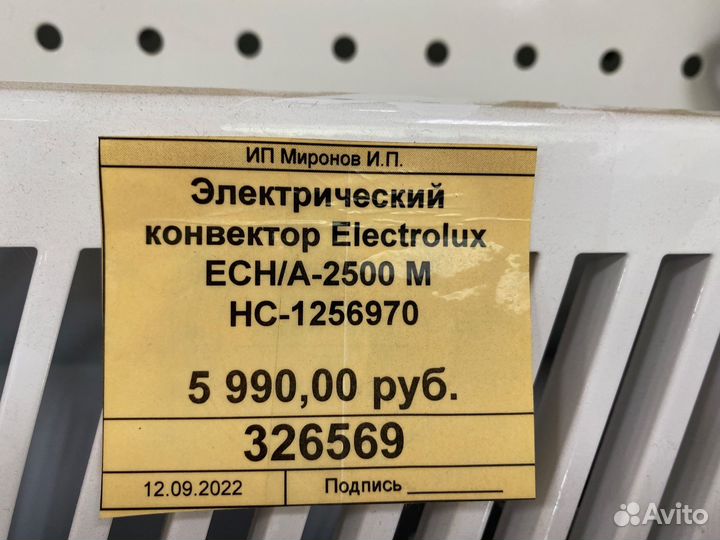 ИП Миронов И.П.
Электрический
конвектор Electrolux
ECH/A-2500 M
НС-1256970
5 990,00 руб.
326569
12.09.2022 Подпись
Avito